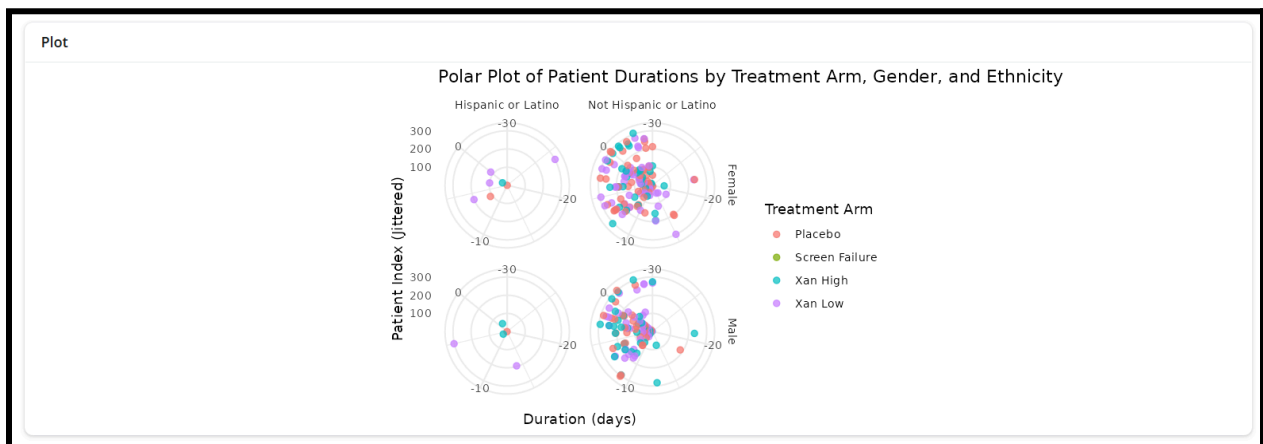 Plot
Polar Plot of Patient Durations by Treatment Arm, Gender, and Ethnicity
Hispanic or Latino
Not Hispanic or Latino
-30
-30
300
200
100
0
0
-20
-20
-10
-10
Female
-30
-30
300
200
100
0
0
-20
-20
-10
-10
Male
Patient Index (Jittered)
Duration (days)
Treatment Arm
Placebo
Screen Failure
Xan High
Xan Low